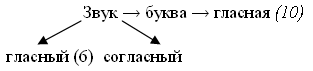 Звук → буква → гласная (10)
гласный (6) согласный